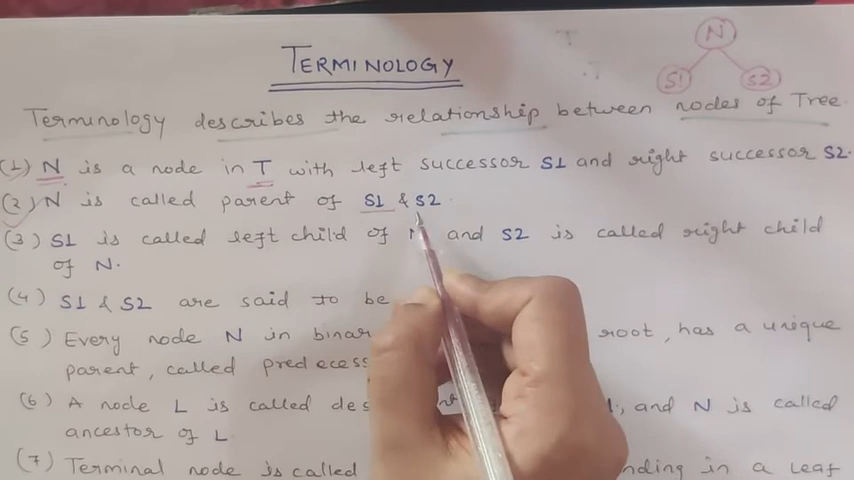 TERMINOLOGY
N
S1 S2
Terminology describes the relationship between nodes of Tree.
(1) N is a node in T with left successor S1 and right successor S2.
(2) N is called parent of S1 & S2.
(3) S1 is called left child of and S2 is called right child
of N.
(4) S1 & S2 are said to be
(5) Every node N in root, has a unique
parent, called
(6) A node L is called and N is called
ancestor of L.
(7) Terminal node is called in a leaf